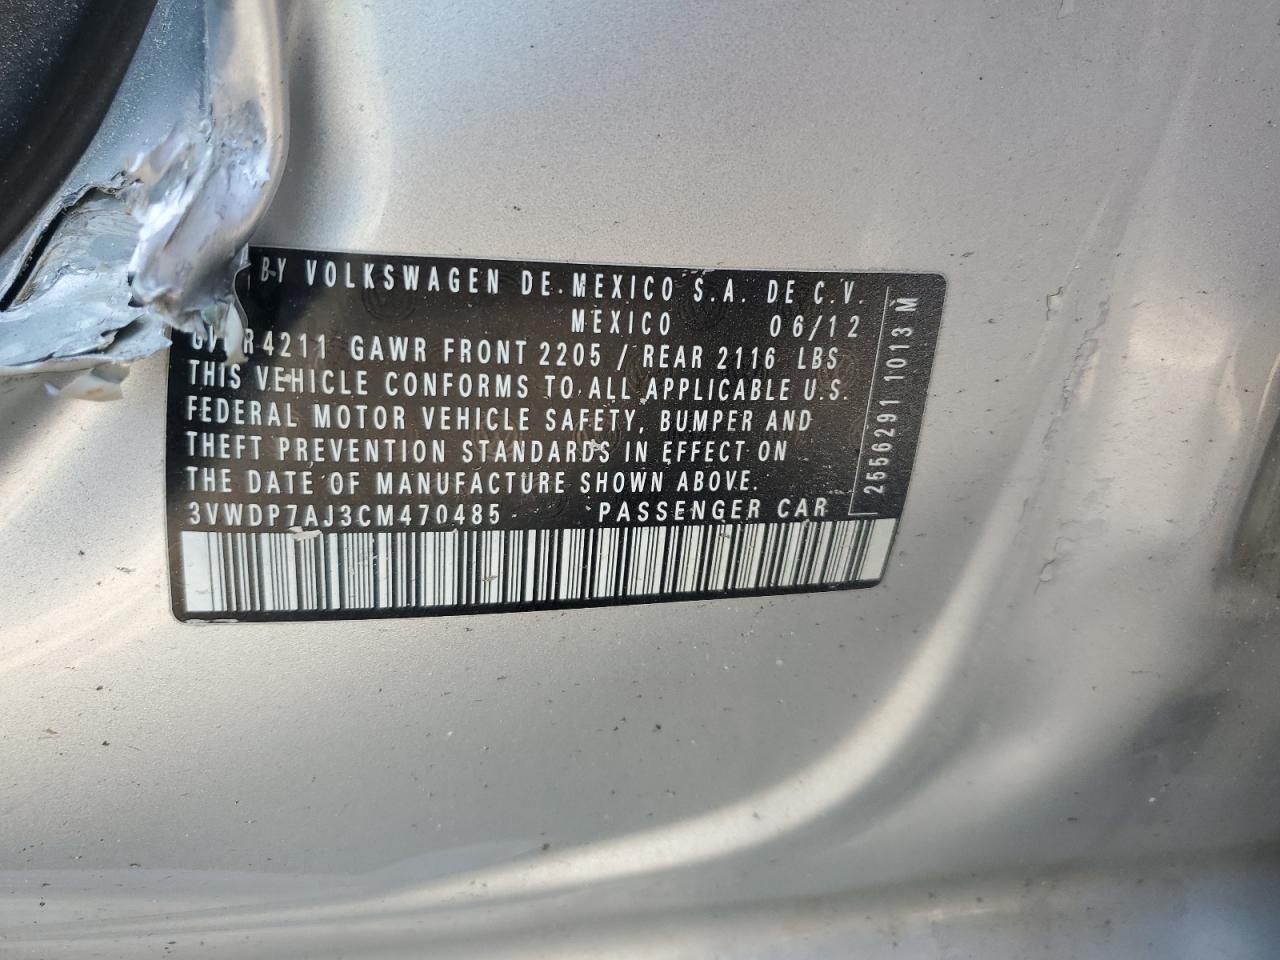 BY VOLKSWAGEN DE MEXICO S.A. DE C.V.
MEXICO 06/12
GVWR 4211 GAWR FRONT 2205 / REAR 2116 LBS
THIS VEHICLE CONFORMS TO ALL APPLICABLE U.S.
FEDERAL MOTOR VEHICLE SAFETY, BUMPER AND
THEFT PREVENTION STANDARDS IN EFFECT ON
THE DATE OF MANUFACTURE SHOWN ABOVE.
3VWDP7AJ3CM470485 PASSENGER CAR
2556291 1013 M